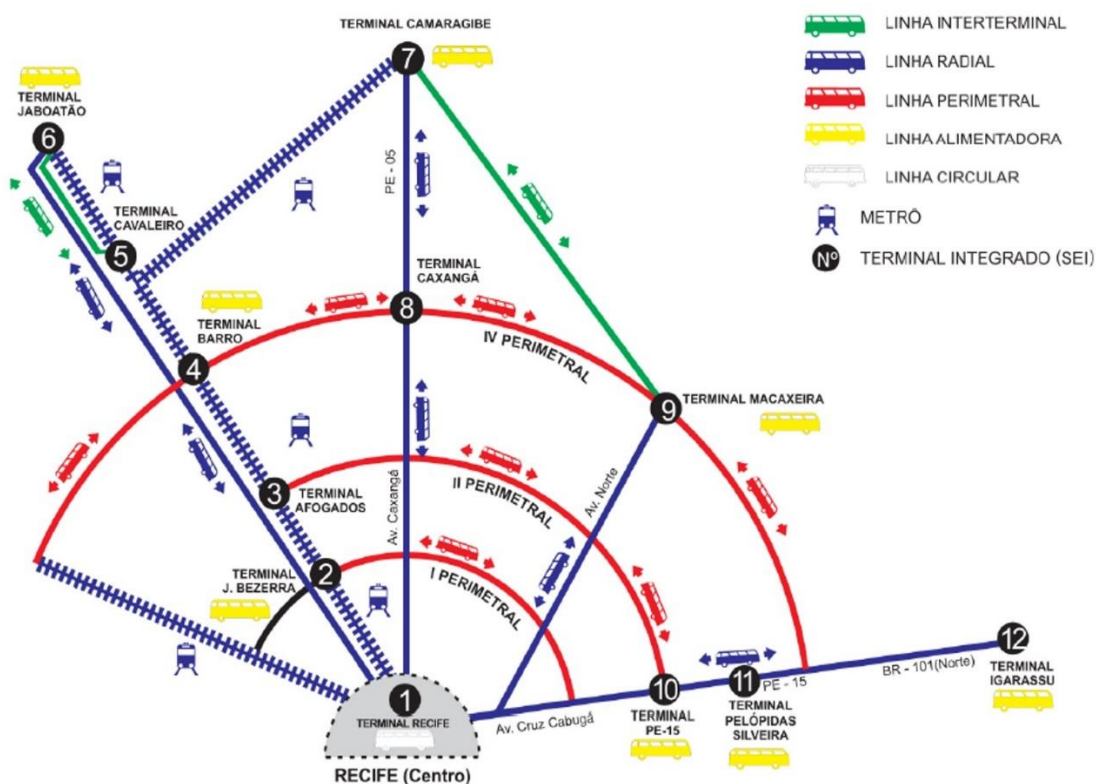 TERMINAL CAMARAGIBE
7
LINHA INTERTERMINAL
LINHA RADIAL
LINHA PERIMETRAL
LINHA ALIMENTADORA
LINHA CIRCULAR
METRÔ
Nº
TERMINAL INTEGRADO (SEI)
TERMINAL
JABOATÃO
6
PE - 05
TERMINAL
CAVALEIRO
5
TERMINAL
CAXANGÁ
8
TERMINAL
BARRO
4
IV PERIMETRAL
TERMINAL MACAXEIRA
9
3
TERMINAL
AFOGADOS
II PERIMETRAL
Av. Caxangá
Av. Norte
TERMINAL
J. BEZERRA
2
I PERIMETRAL
12
TERMINAL
IGARASSU
BR - 101(Norte)
PE - 15
11
TERMINAL
PELÓPIDAS
SILVEIRA
10
TERMINAL
PE-15
Av. Cruz Cabugá
1
TERMINAL RECIFE
RECIFE (Centro)